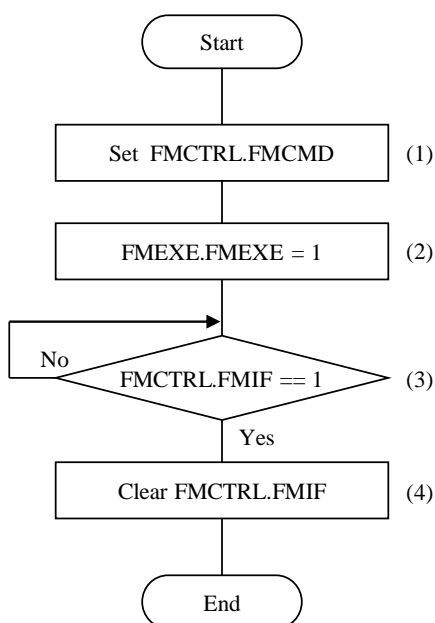 Start
Set FMCTRL.FMCMD (1)
FMEXE.FMEXE = 1 (2)
No
FMCTRL.FMIF == 1 (3)
Yes
Clear FMCTRL.FMIF (4)
End